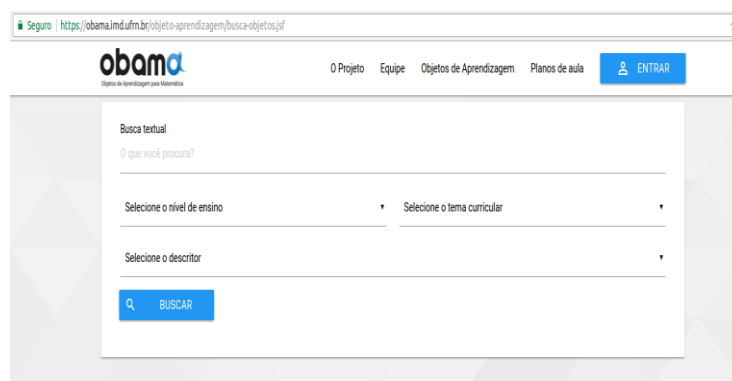 Seguro | https://obama.imd.ufrn.br/objeto-aprendizagem/busca-objetos.jsf
obama
Objetos de Aprendizagem para Matemática
O Projeto Equipe Objetos de Aprendizagem Planos de aula ENTRAR
Busca textual
O que você procura?
Selecione o nível de ensino Selecione o tema curricular
Selecione o descritor
BUSCAR